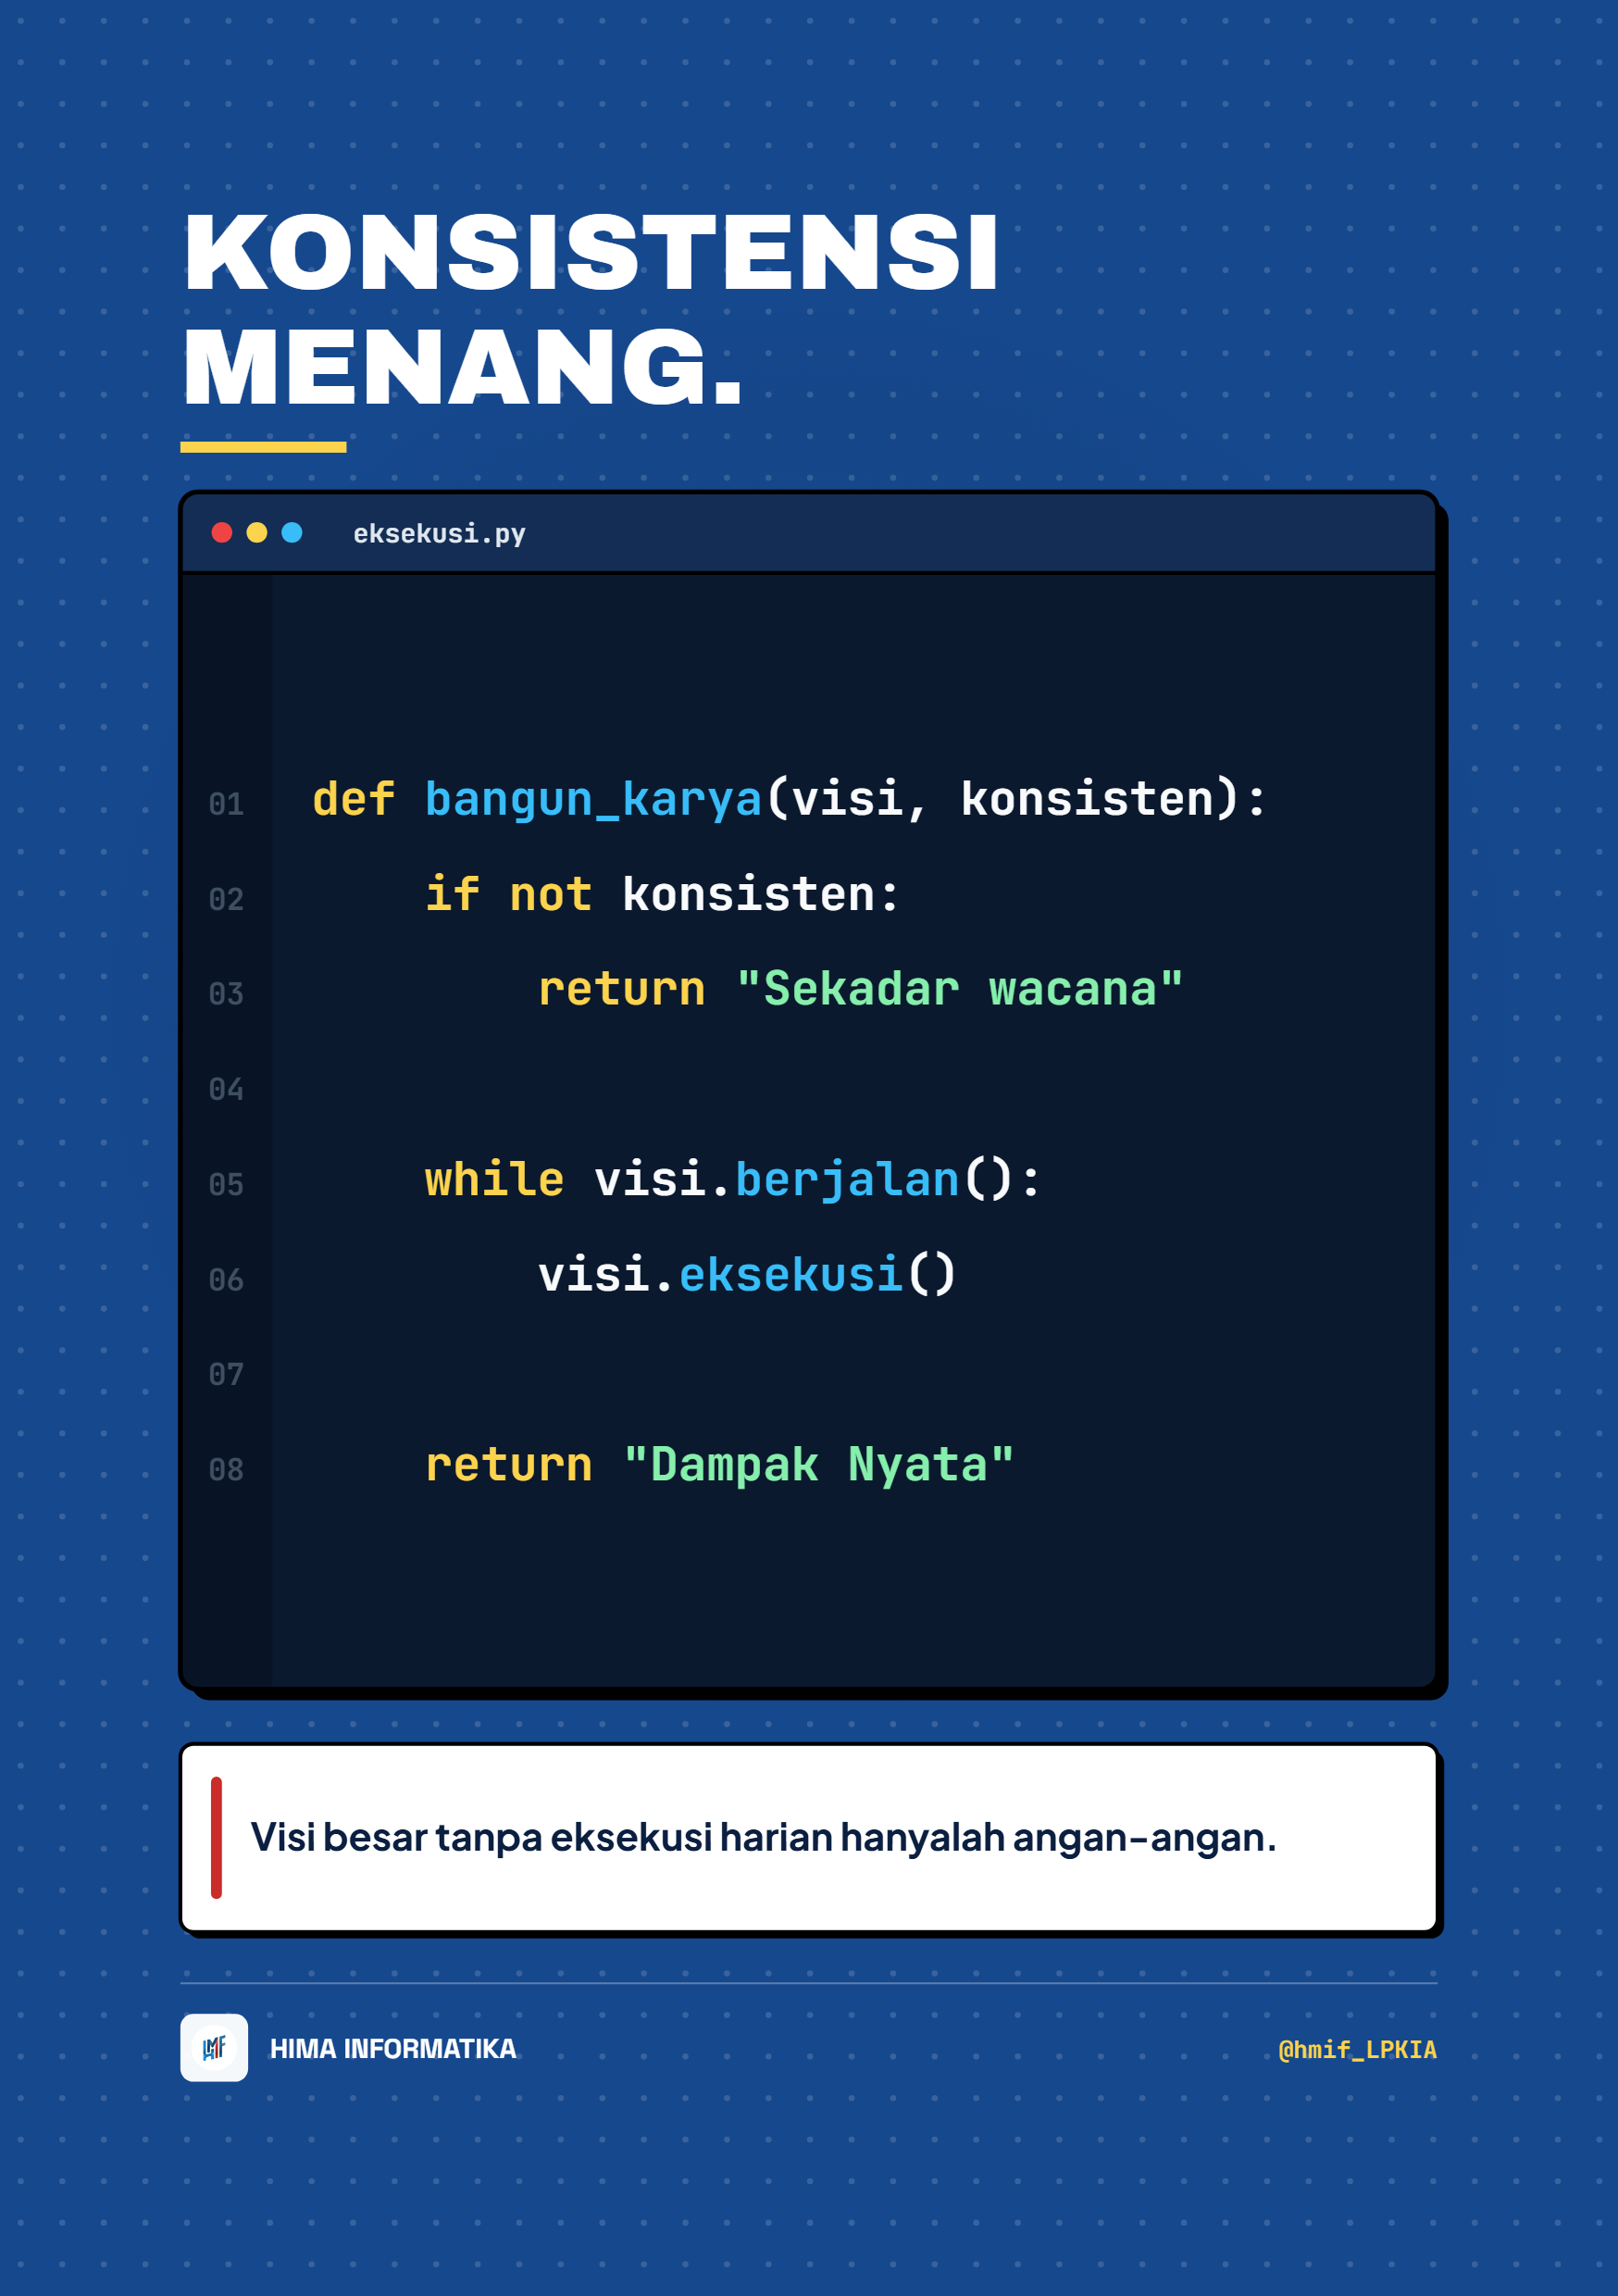 KONSISTENSI
MENANG.
eksekusi.py
01 def bangun_karya(visi, konsisten):
02     if not konsisten:
03         return "Sekadar wacana"
04
05     while visi.berjalan():
06         visi.eksekusi()
07
08     return "Dampak Nyata"
Visi besar tanpa eksekusi harian hanyalah angan-angan.
HIMA INFORMATIKA
@hmif_LPKIA